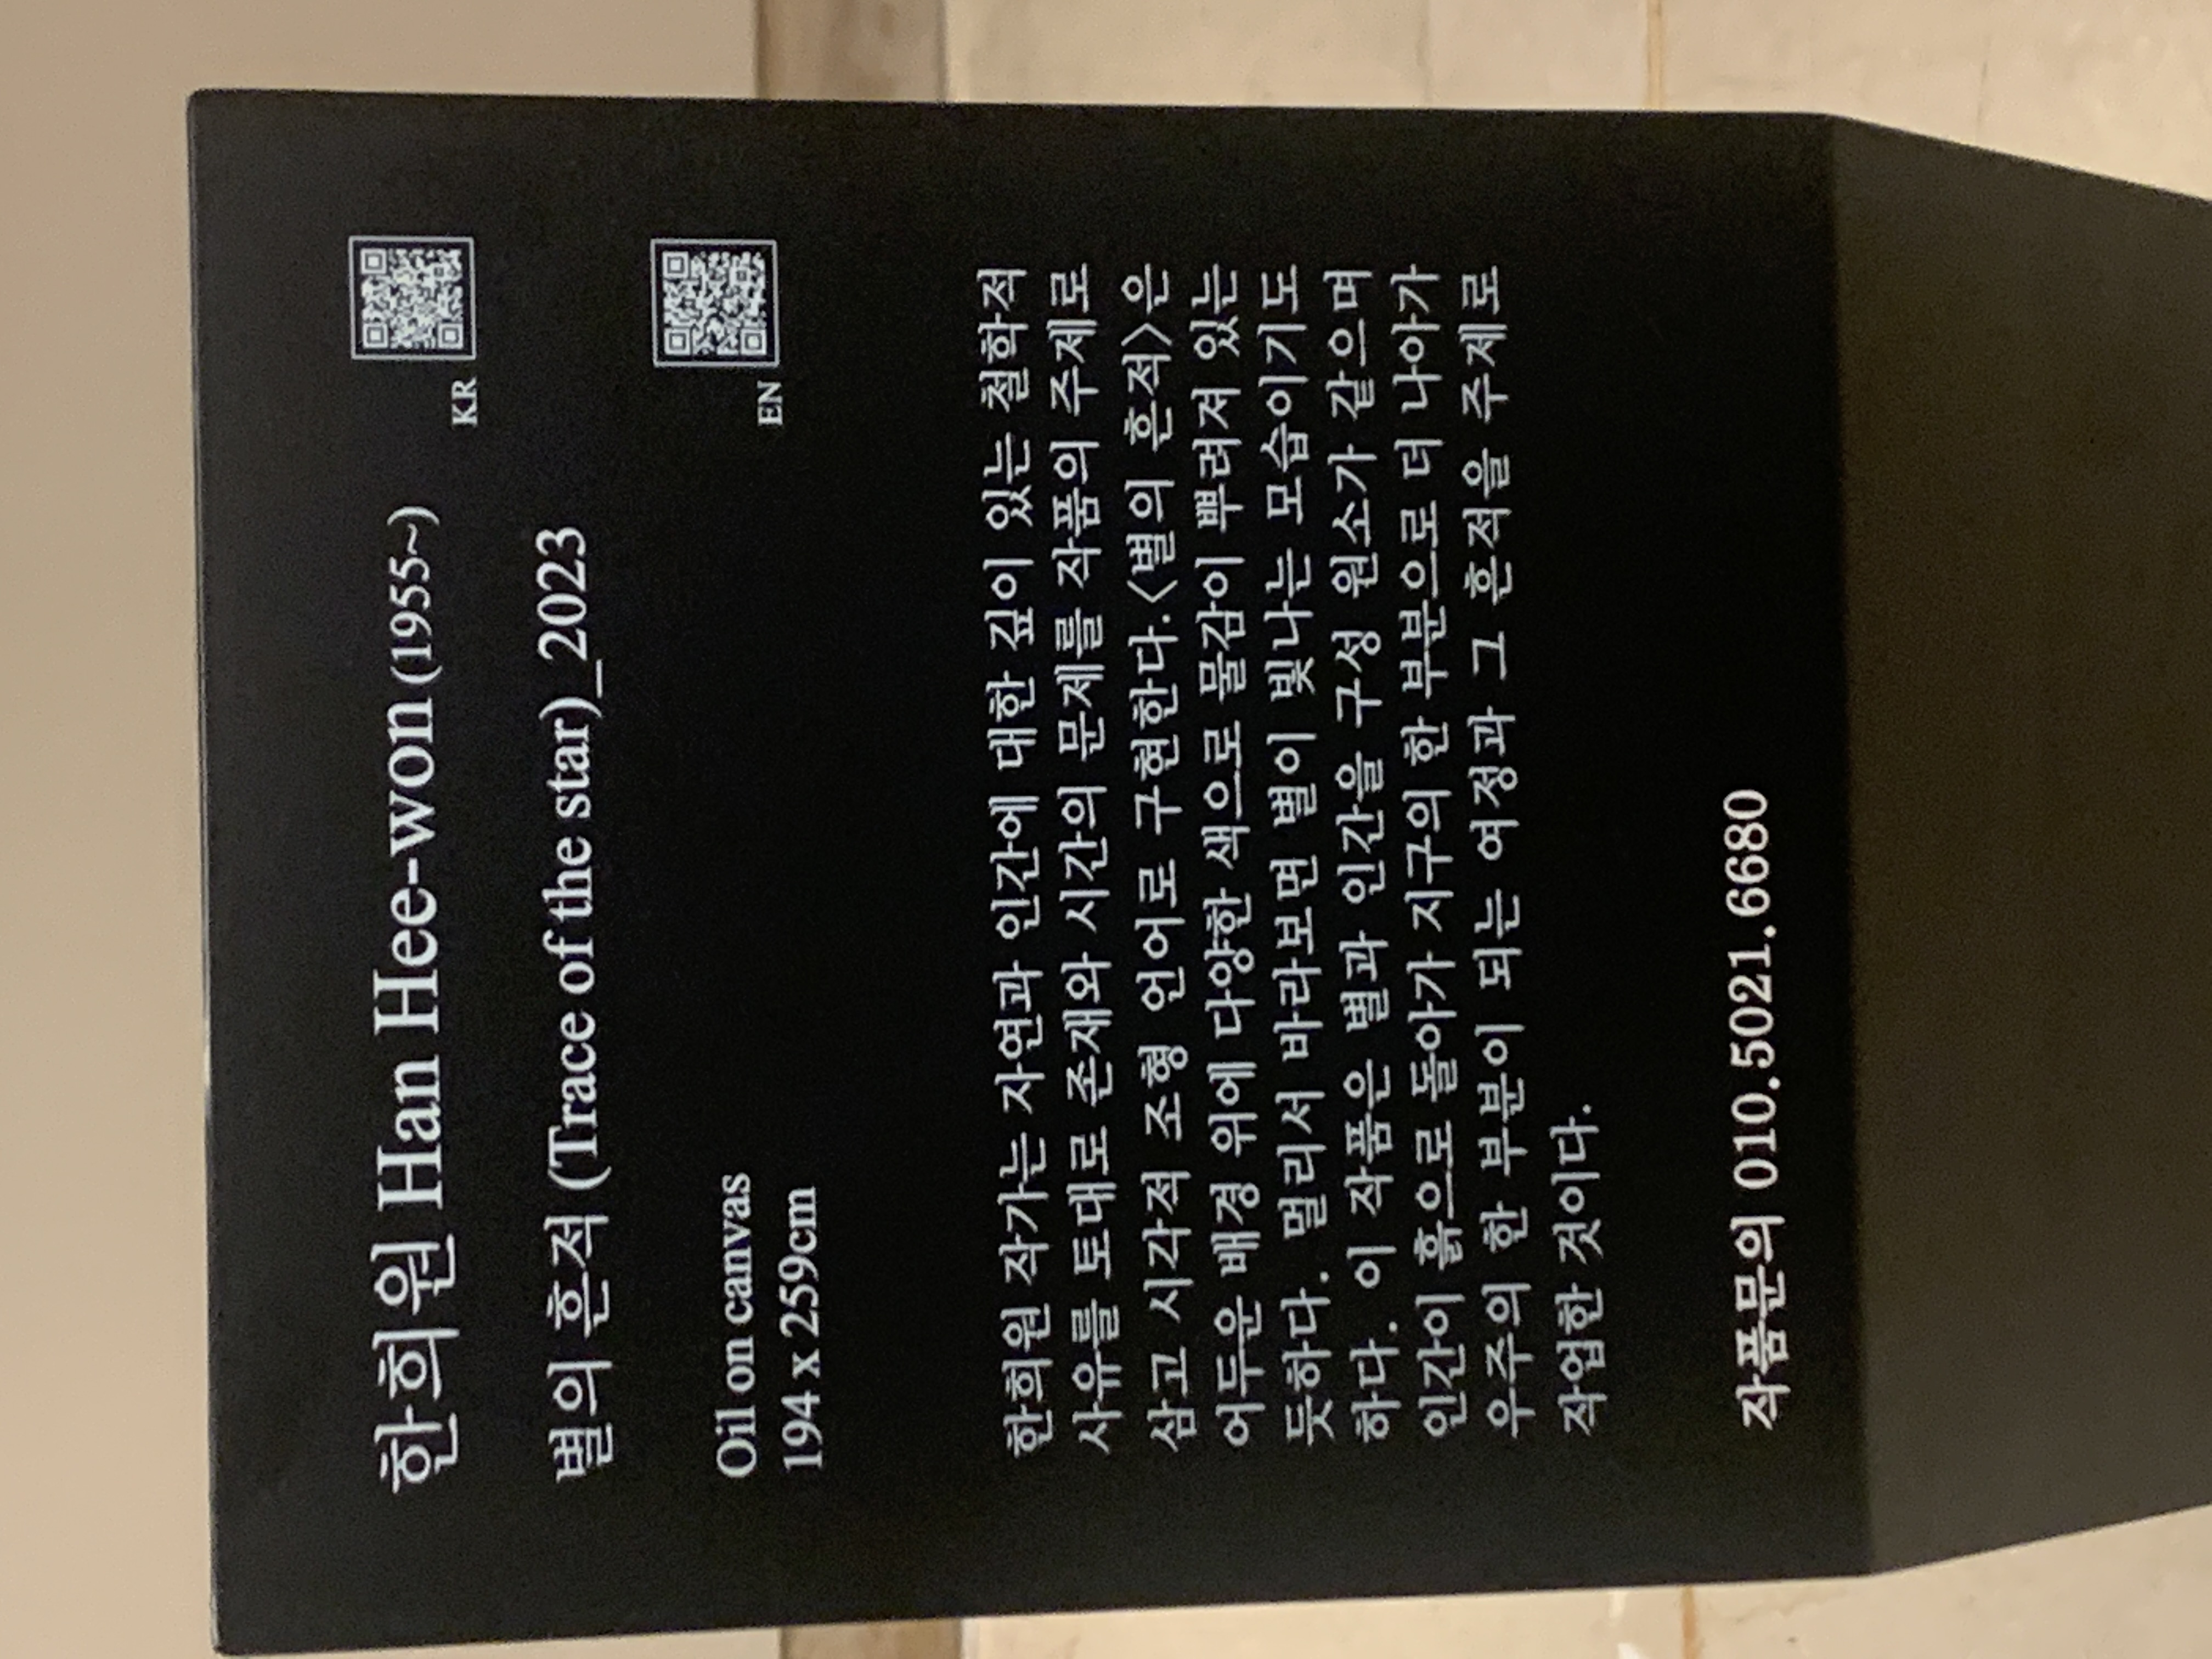 한희원 Han Hee-won (1955~)
KR
별의 흔적 (Trace of the star)_2023
EN
Oil on canvas
194 x 259cm
한희원 작가는 자연과 인간에 대한 깊이 있는 철학적
사유를 토대로 존재와 시간의 문제를 작품의 주제로
삼고 시각적 조형 언어로 구현한다.<별의 흔적>은
어두운 배경 위에 다양한 색으로 물감이 뿌려져 있는
듯하다. 멀리서 바라보면 별이 빛나는 모습이기도
하다. 이 작품은 별과 인간을 구성 원소가 같으며
인간이 흙으로 돌아가 지구의 한 부분으로 더 나아가
우주의 한 부분이 되는 여정과 그 흔적을 주제로
작업한 것이다.
작품문의 010.5021.6680